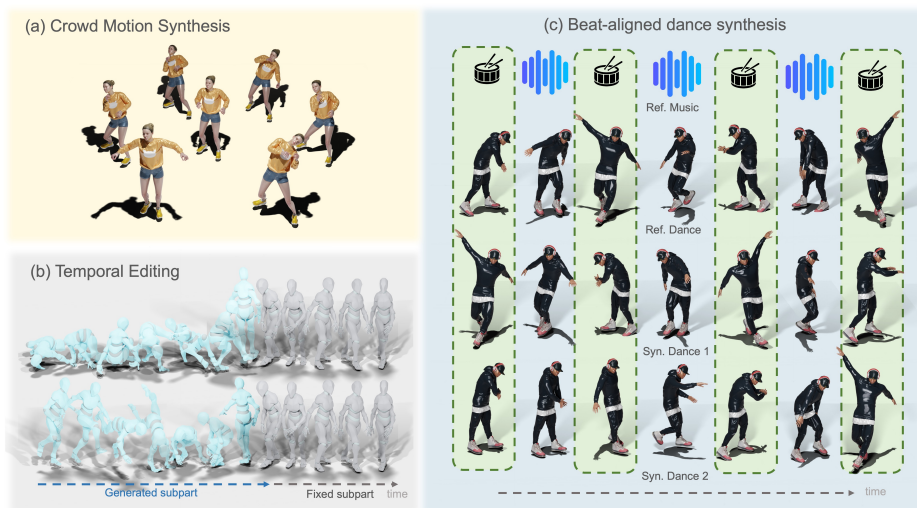 (a) Crowd Motion Synthesis
(b) Temporal Editing
Generated subpart
Fixed subpart
time
(c) Beat-aligned dance synthesis
Ref. Music
Ref. Dance
Syn. Dance 1
Syn. Dance 2
time